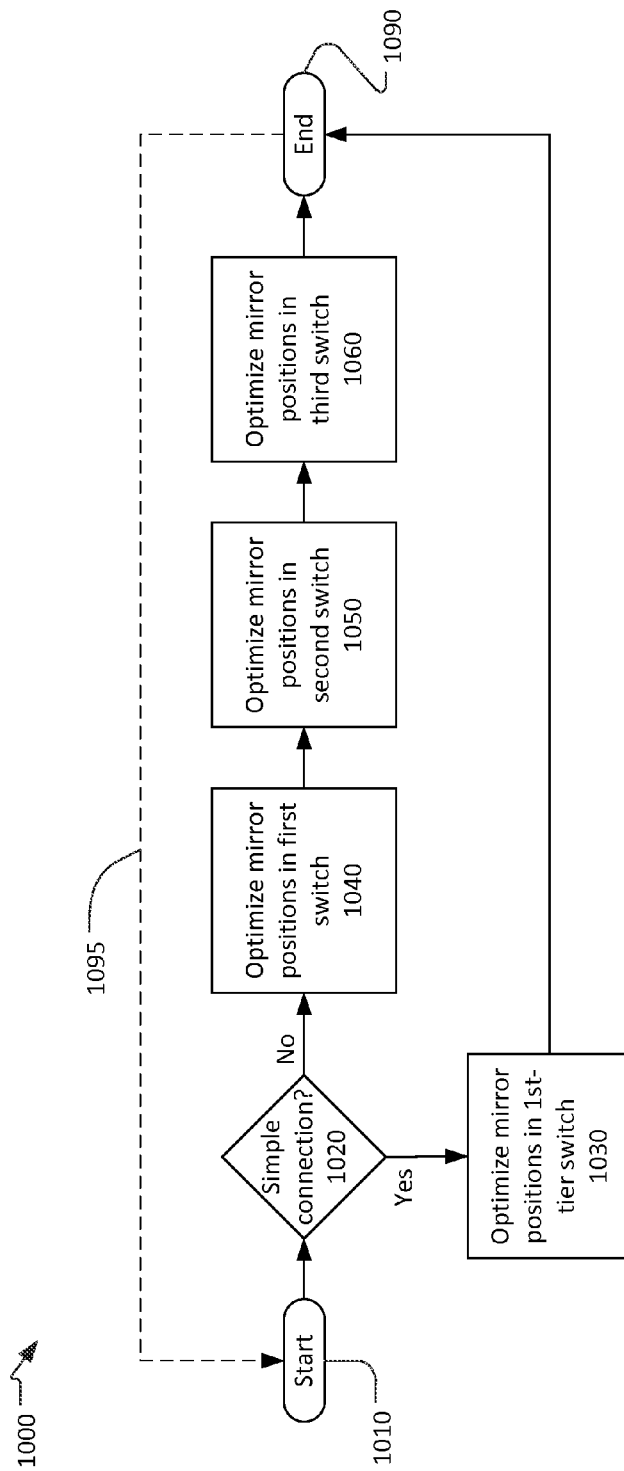 1000
1095
Start
1010
Simple
connection?
1020
No
Yes
Optimize mirror
positions in 1st-
tier switch
1030
Optimize mirror
positions in first
switch
1040
Optimize mirror
positions in
second switch
1050
Optimize mirror
positions in
third switch
1060
End
1090